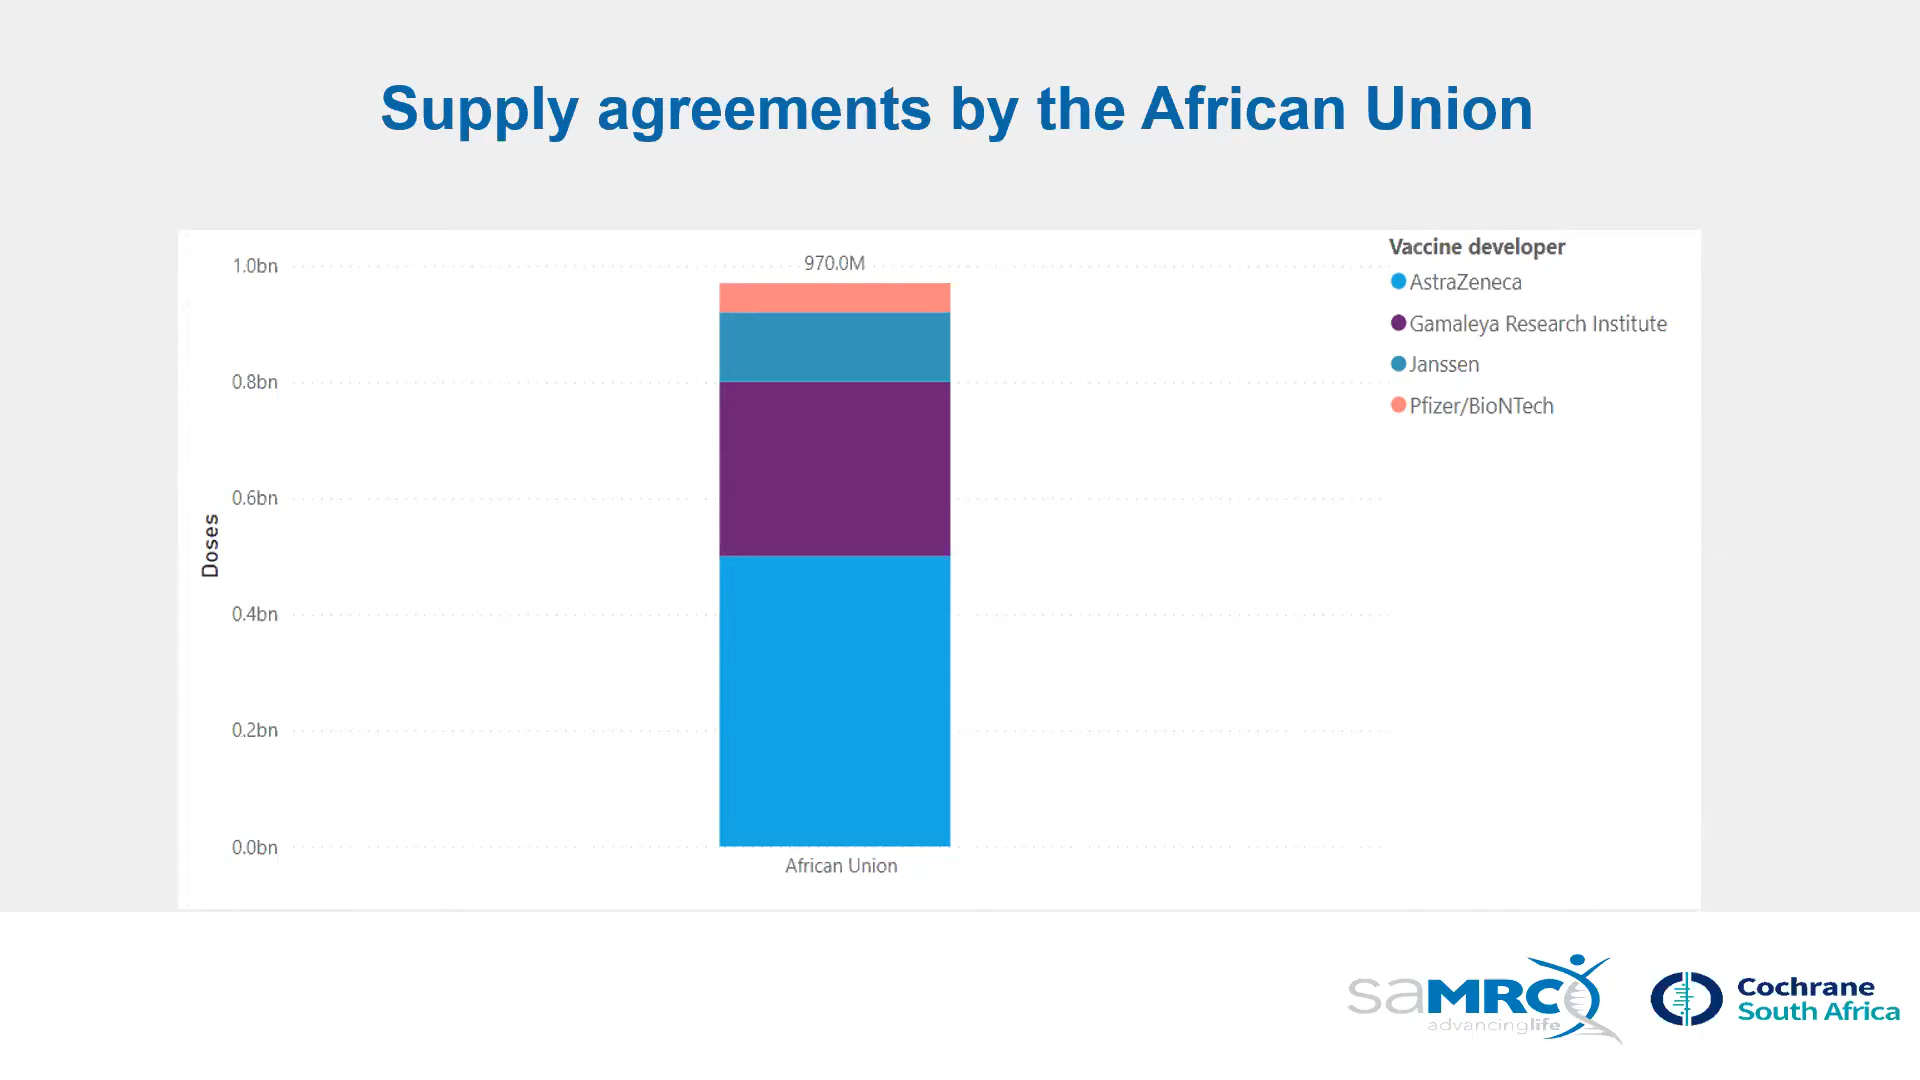 Supply agreements by the African Union
Vaccine developer
AstraZeneca
Gamaleya Research Institute
Janssen
Pfizer/BioNTech
970.0M
1.0bn
0.8bn
0.6bn
0.4bn
0.2bn
0.0bn
Doses
African Union
saMRC
advancinglife
Cochrane
South Africa